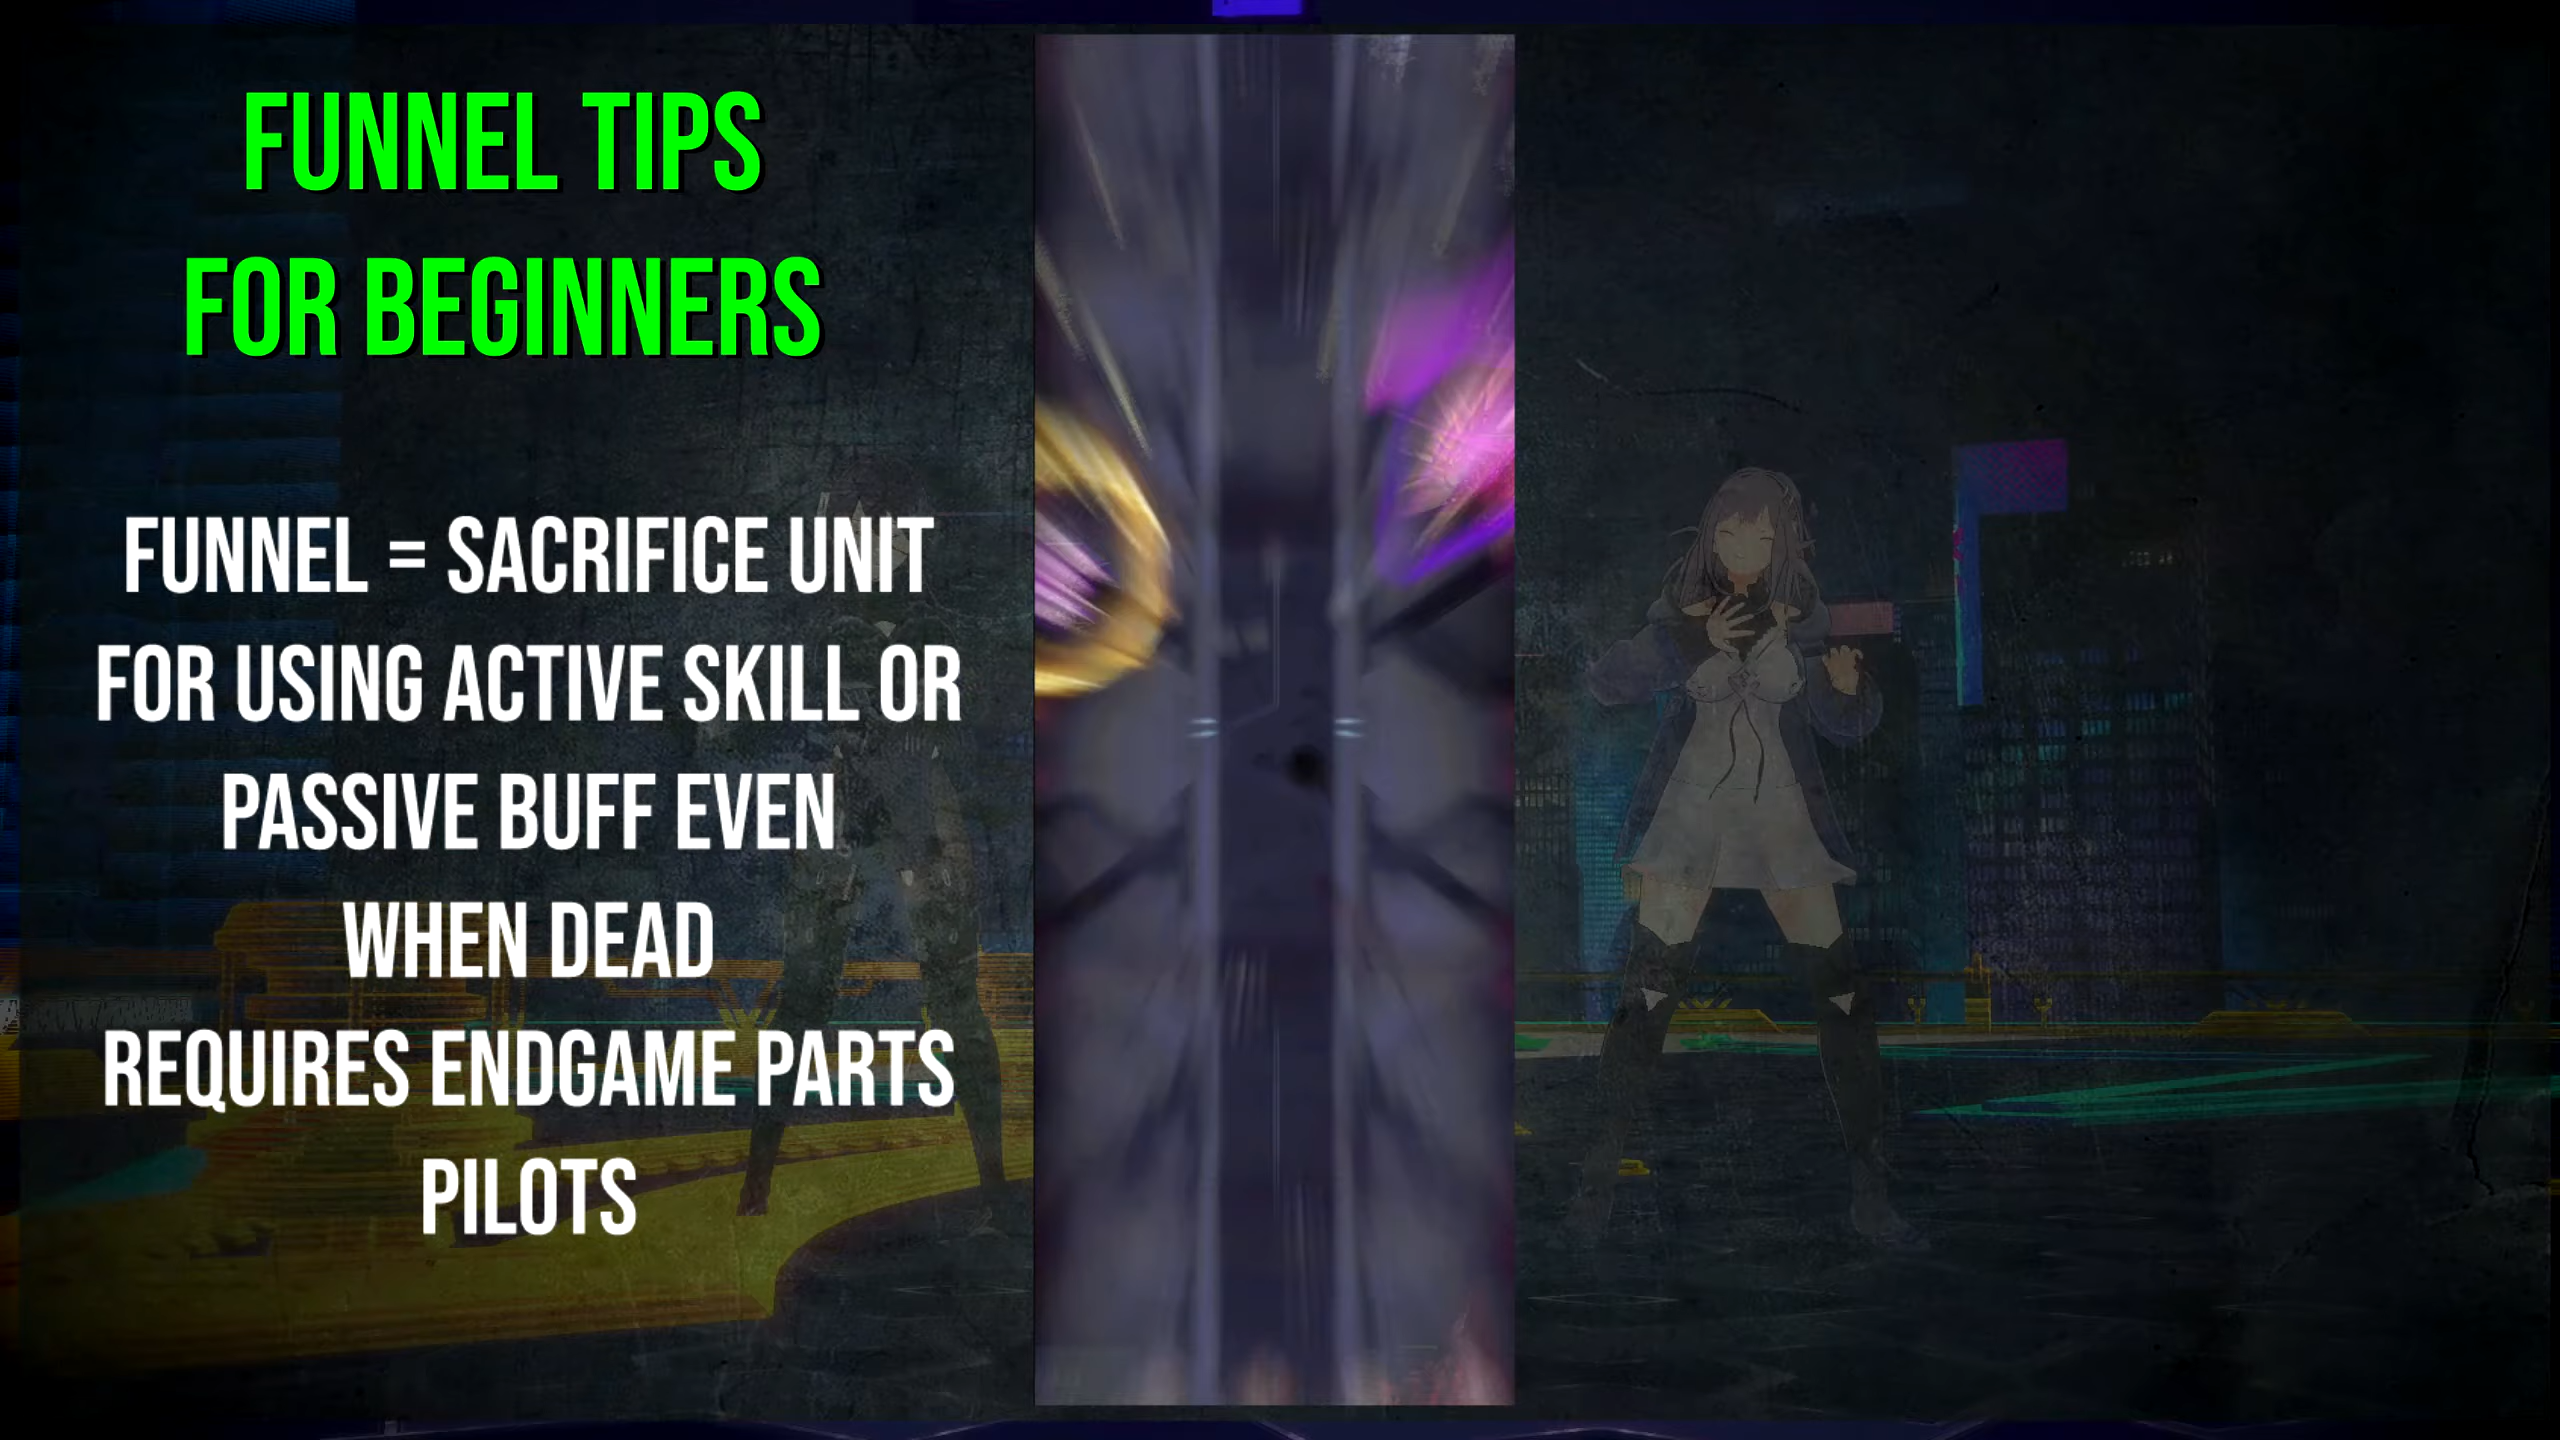 FUNNEL TIPS
FOR BEGINNERS
FUNNEL = SACRIFICE UNIT
FOR USING ACTIVE SKILL OR
PASSIVE BUFF EVEN
WHEN DEAD
REQUIRES ENDGAME PARTS
PILOTS